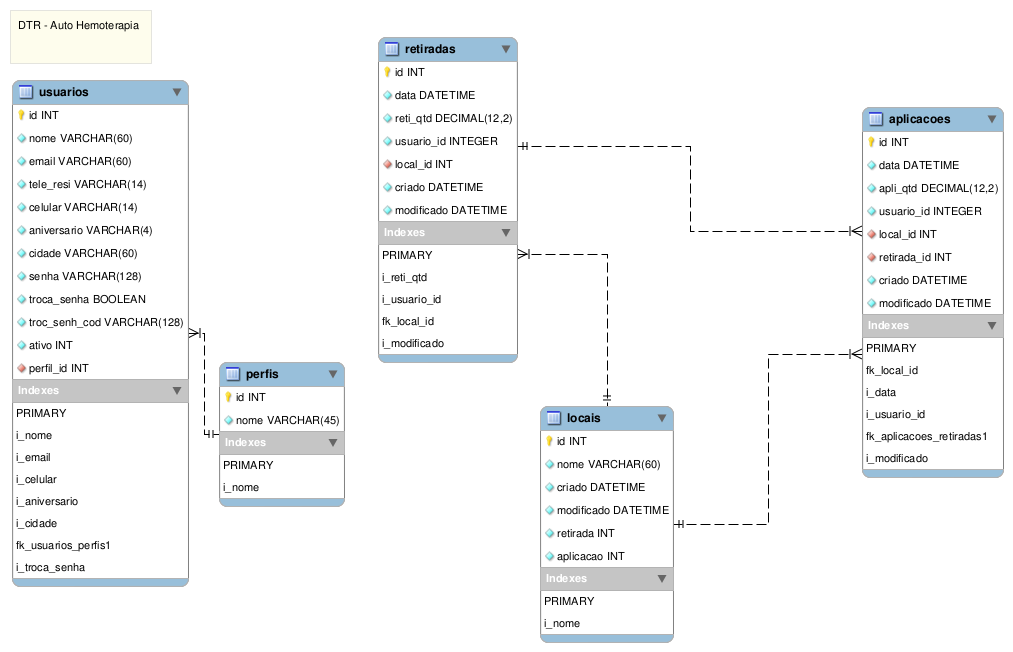 DTR - Auto Hemoterapia
usuarios
id INT
nome VARCHAR(60)
email VARCHAR(60)
tele_resi VARCHAR(14)
celular VARCHAR(14)
aniversario VARCHAR(4)
cidade VARCHAR(60)
senha VARCHAR(128)
troca_senha BOOLEAN
troc_senh_cod VARCHAR(128)
ativo INT
perfil_id INT
Indexes
PRIMARY
i_nome
i_email
i_celular
i_aniversario
i_cidade
fk_usuarios_perfis1
i_troca_senha
perfis
id INT
nome VARCHAR(45)
Indexes
PRIMARY
i_nome
retiradas
id INT
data DATETIME
reti_qtd DECIMAL(12,2)
usuario_id INTEGER
local_id INT
criado DATETIME
modificado DATETIME
Indexes
PRIMARY
i_reti_qtd
i_usuario_id
fk_local_id
i_modificado
locais
id INT
nome VARCHAR(60)
criado DATETIME
modificado DATETIME
retirada INT
aplicacao INT
Indexes
PRIMARY
i_nome
aplicacoes
id INT
data DATETIME
apli_qtd DECIMAL(12,2)
usuario_id INTEGER
local_id INT
retirada_id INT
criado DATETIME
modificado DATETIME
Indexes
PRIMARY
fk_local_id
i_data
i_usuario_id
fk_aplicacoes_retiradas1
i_modificado